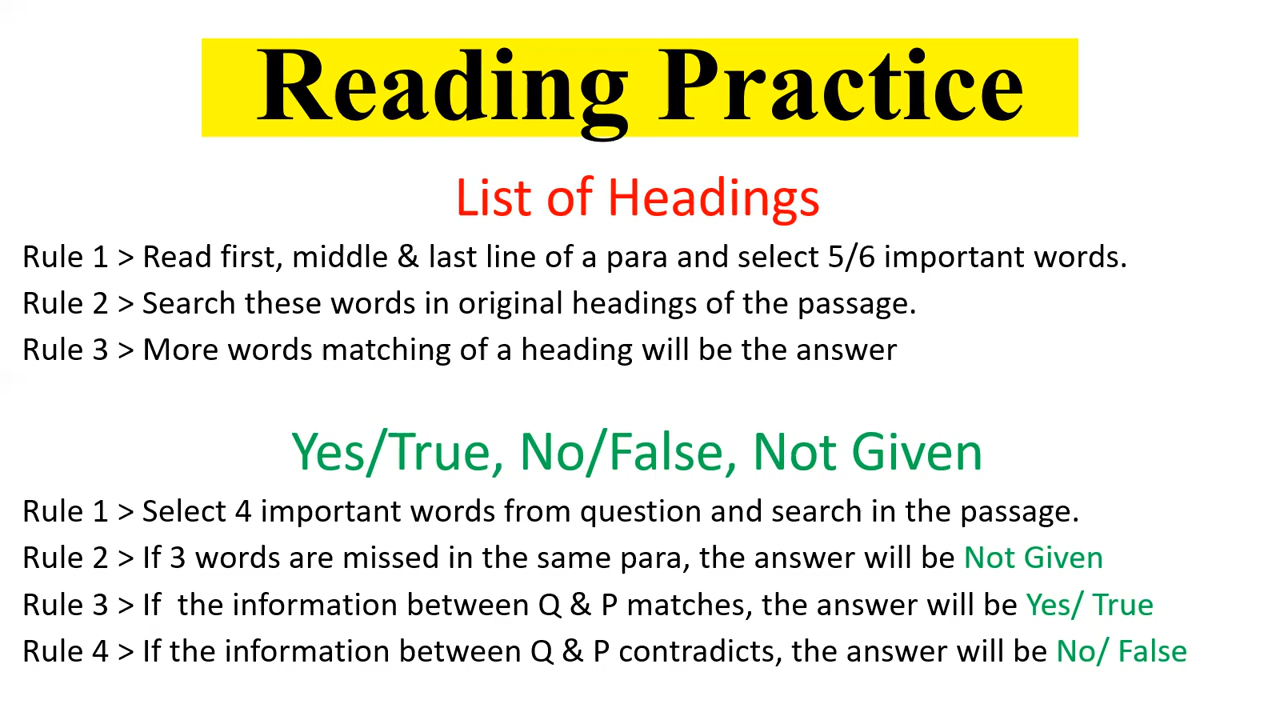 Reading Practice
List of Headings
Rule 1 > Read first, middle & last line of a para and select 5/6 important words.
Rule 2 > Search these words in original headings of the passage.
Rule 3 > More words matching of a heading will be the answer
Yes/True, No/False, Not Given
Rule 1 > Select 4 important words from question and search in the passage.
Rule 2 > If 3 words are missed in the same para, the answer will be Not Given
Rule 3 > If  the information between Q & P matches, the answer will be Yes/ True
Rule 4 > If the information between Q & P contradicts, the answer will be No/ False